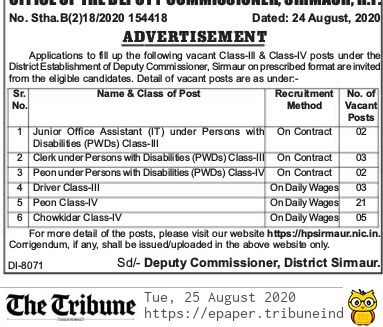 OFFICE OF THE DEPUTY COMMISSIONER, SIRMAUR, H.P.
No. Stha.B(2)18/2020 154418 Dated: 24 August, 2020
ADVERTISEMENT
Applications to fill up the following vacant Class-III & Class-IV posts under the
District Establishment of Deputy Commissioner, Sirmaur on prescribed format are invited
from the eligible candidates. Detail of vacant posts are as under:-
Sr. No. Name & Class of Post Recruitment Method No. of Vacant Posts
1 Junior Office Assistant (IT) under Persons with Disabilities (PWDs) Class-III On Contract 02
2 Clerk under Persons with Disabilities (PWDs) Class-III On Contract 03
3 Peon under Persons with Disabilities (PWDs) Class-IV On Contract 02
4 Driver Class-III On Daily Wages 03
5 Peon Class-IV On Daily Wages 21
6 Chowkidar Class-IV On Daily Wages 05
For more detail of the posts, please visit our website https://hpsirmaur.nic.in.
Corrigendum, if any, shall be issued/uploaded in the above website only.
DI-8071 Sd/- Deputy Commissioner, District Sirmaur.
The Tribune Tue, 25 August 2020
https://epaper.tribuneind